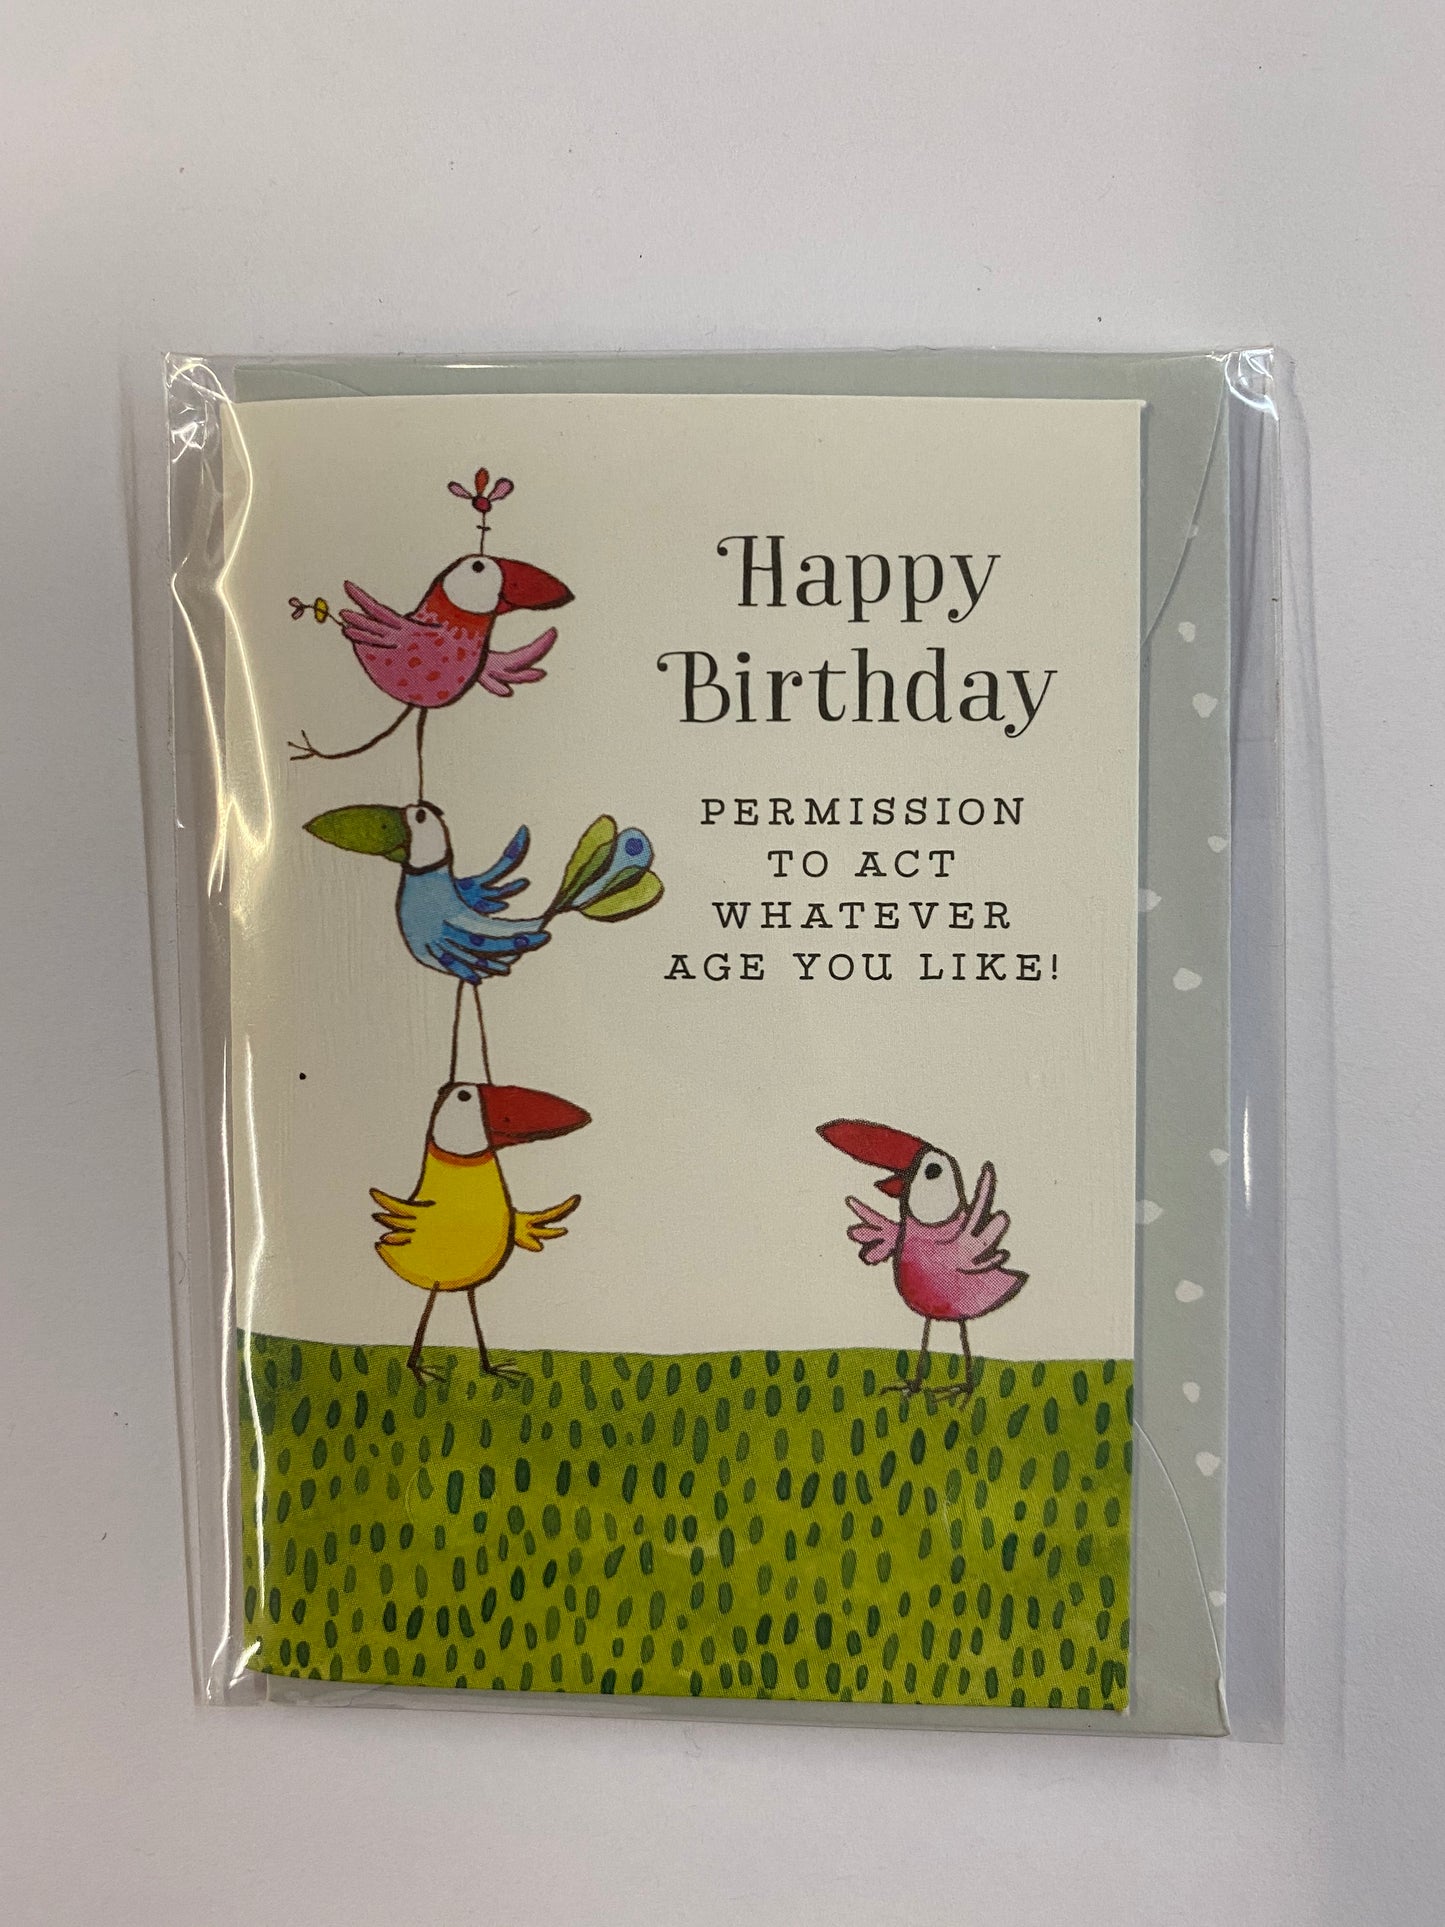 Happy
Birthday
PERMISSION
TO ACT
WHATEVER
AGE YOU LIKE!